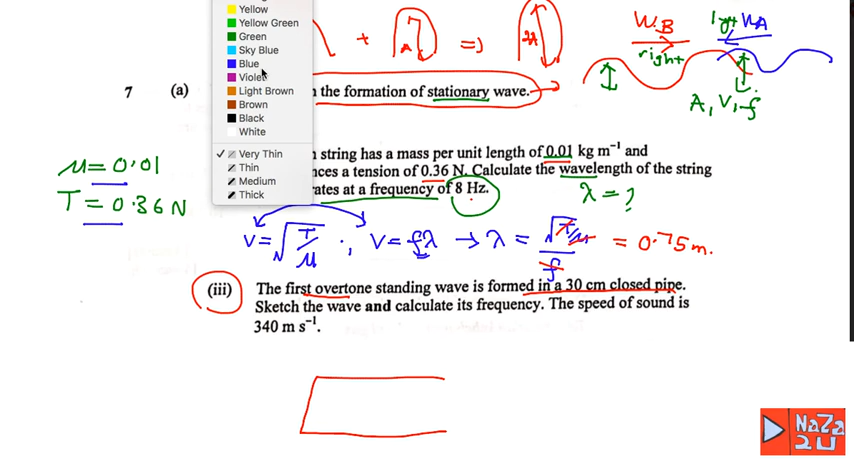 Yellow
Yellow Green
Green
Sky Blue
Blue
Violet
Light Brown
Brown
Black
White
Very Thin
Thin
Medium
Thick
+ A => 2A
W.B
right
W.A
A, V, f
7 (a)
the formation of stationary wave.
μ = 0.01
T = 0.36 N
string has a mass per unit length of 0.01 kg m⁻¹ and
nces a tension of 0.36 N. Calculate the wavelength of the string
rates at a frequency of 8 Hz.
λ = ?
V = √T/μ ; V = fλ → λ = √T/μ / f = 0.75 m.
(iii) The first overtone standing wave is formed in a 30 cm closed pipe.
Sketch the wave and calculate its frequency. The speed of sound is
340 m s⁻¹.
NaZa
2U